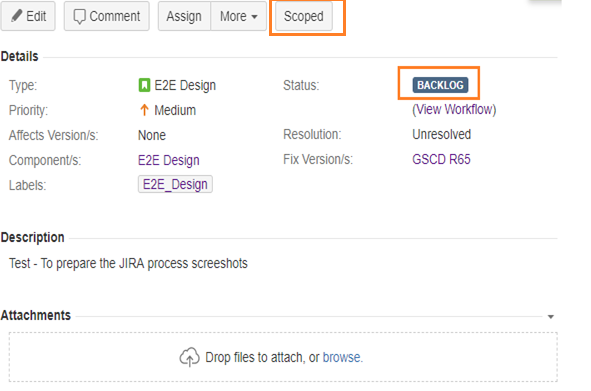 Edit Comment Assign More Scoped
Details
Type: E2E Design Status: BACKLOG
(View Workflow)
Priority: Medium
Affects Version/s: None Resolution: Unresolved
Component/s: E2E Design Fix Version/s: GSCD R65
Labels: E2E_Design
Description
Test - To prepare the JIRA process screeshots
Attachments
Drop files to attach, or browse.